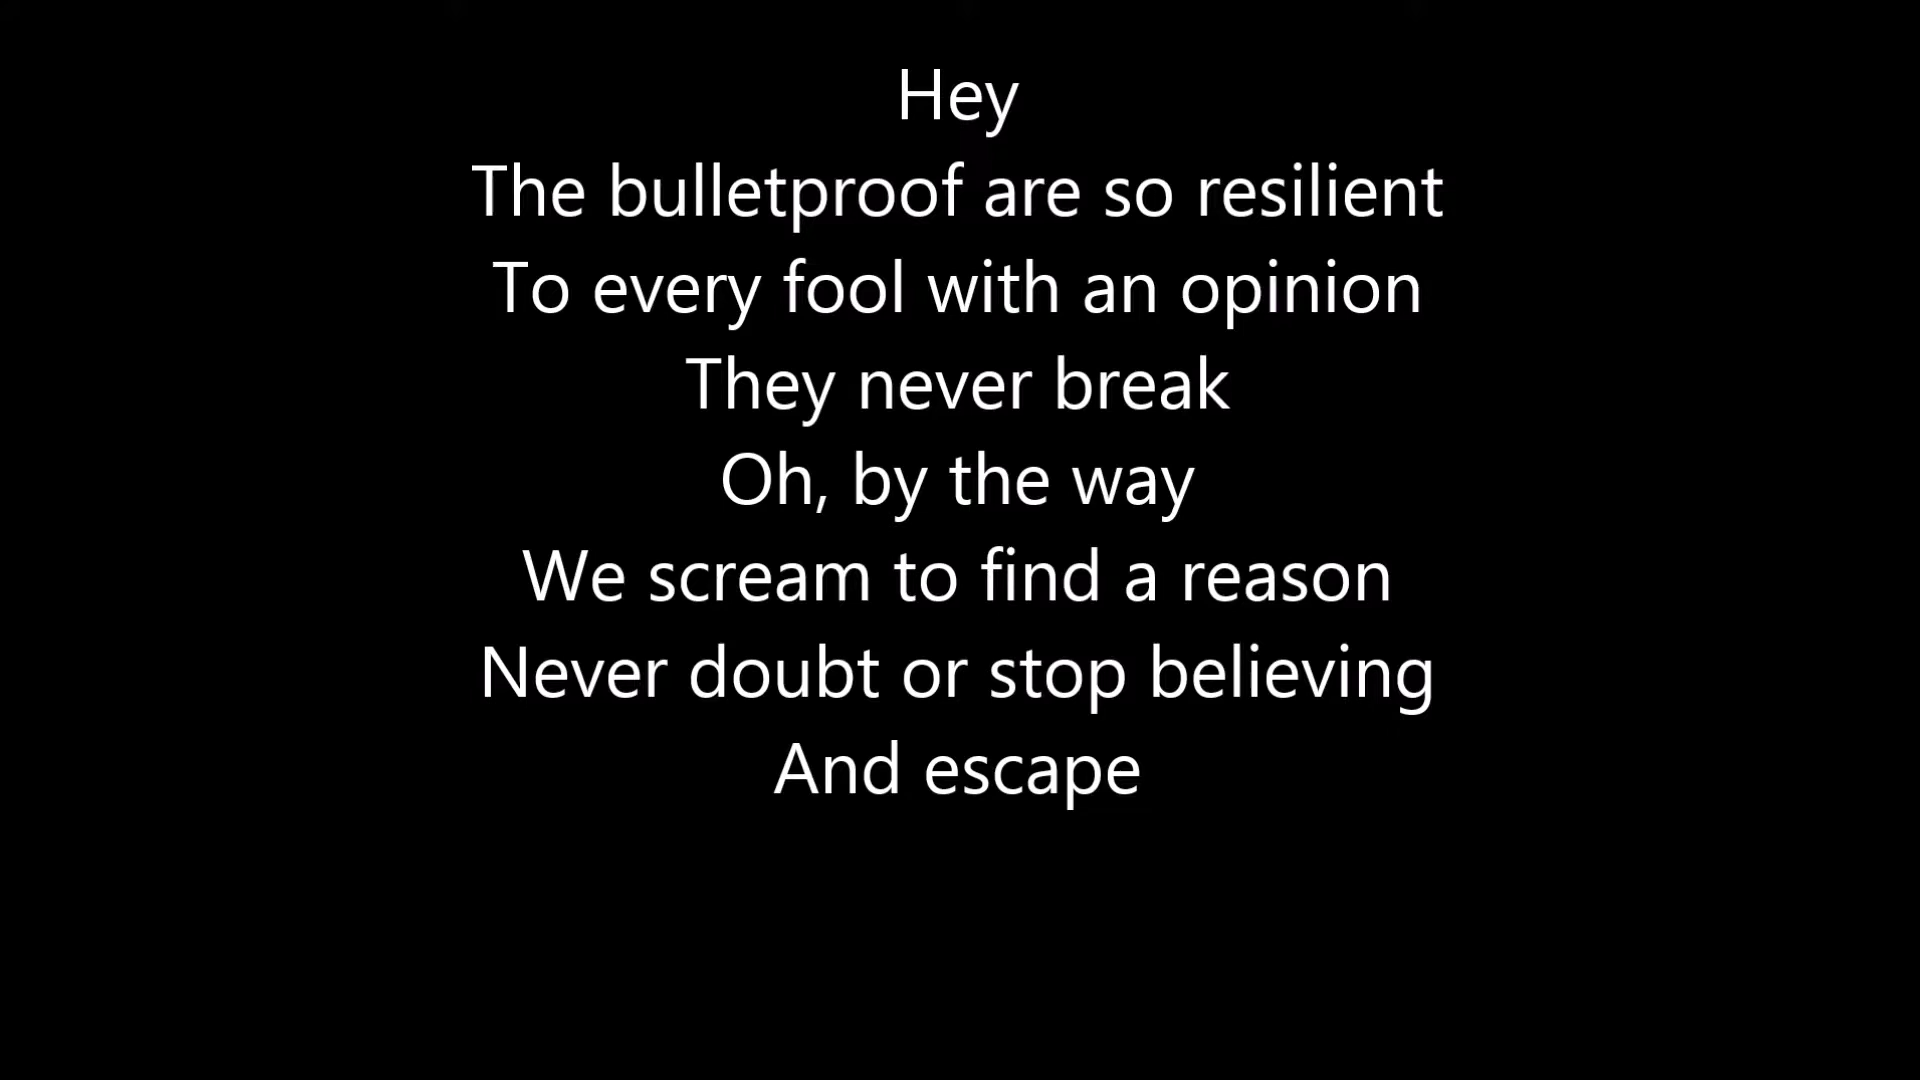 Hey
The bulletproof are so resilient
To every fool with an opinion
They never break
Oh, by the way
We scream to find a reason
Never doubt or stop believing
And escape